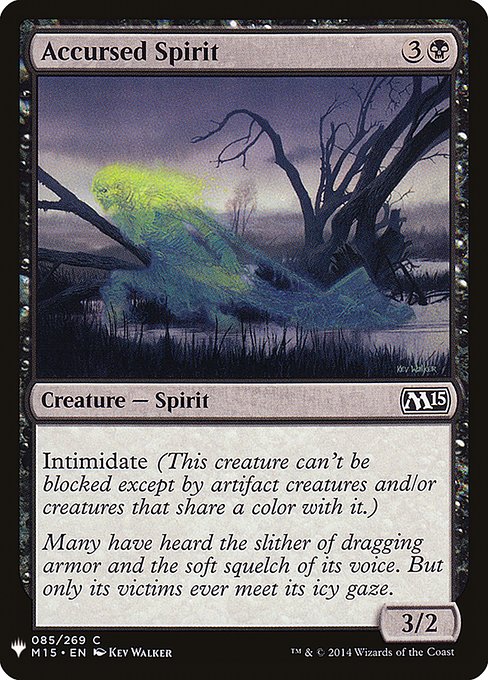 Accursed Spirit 3
KEV WALKER
Creature — Spirit M15
Intimidate (This creature can't be
blocked except by artifact creatures and/or
creatures that share a color with it.)
Many have heard the slither of dragging
armor and the soft squelch of its voice. But
only its victims ever meet its icy gaze.
3/2
085/269 C
M15 • EN KEV WALKER
™ & © 2014 Wizards of the Coast